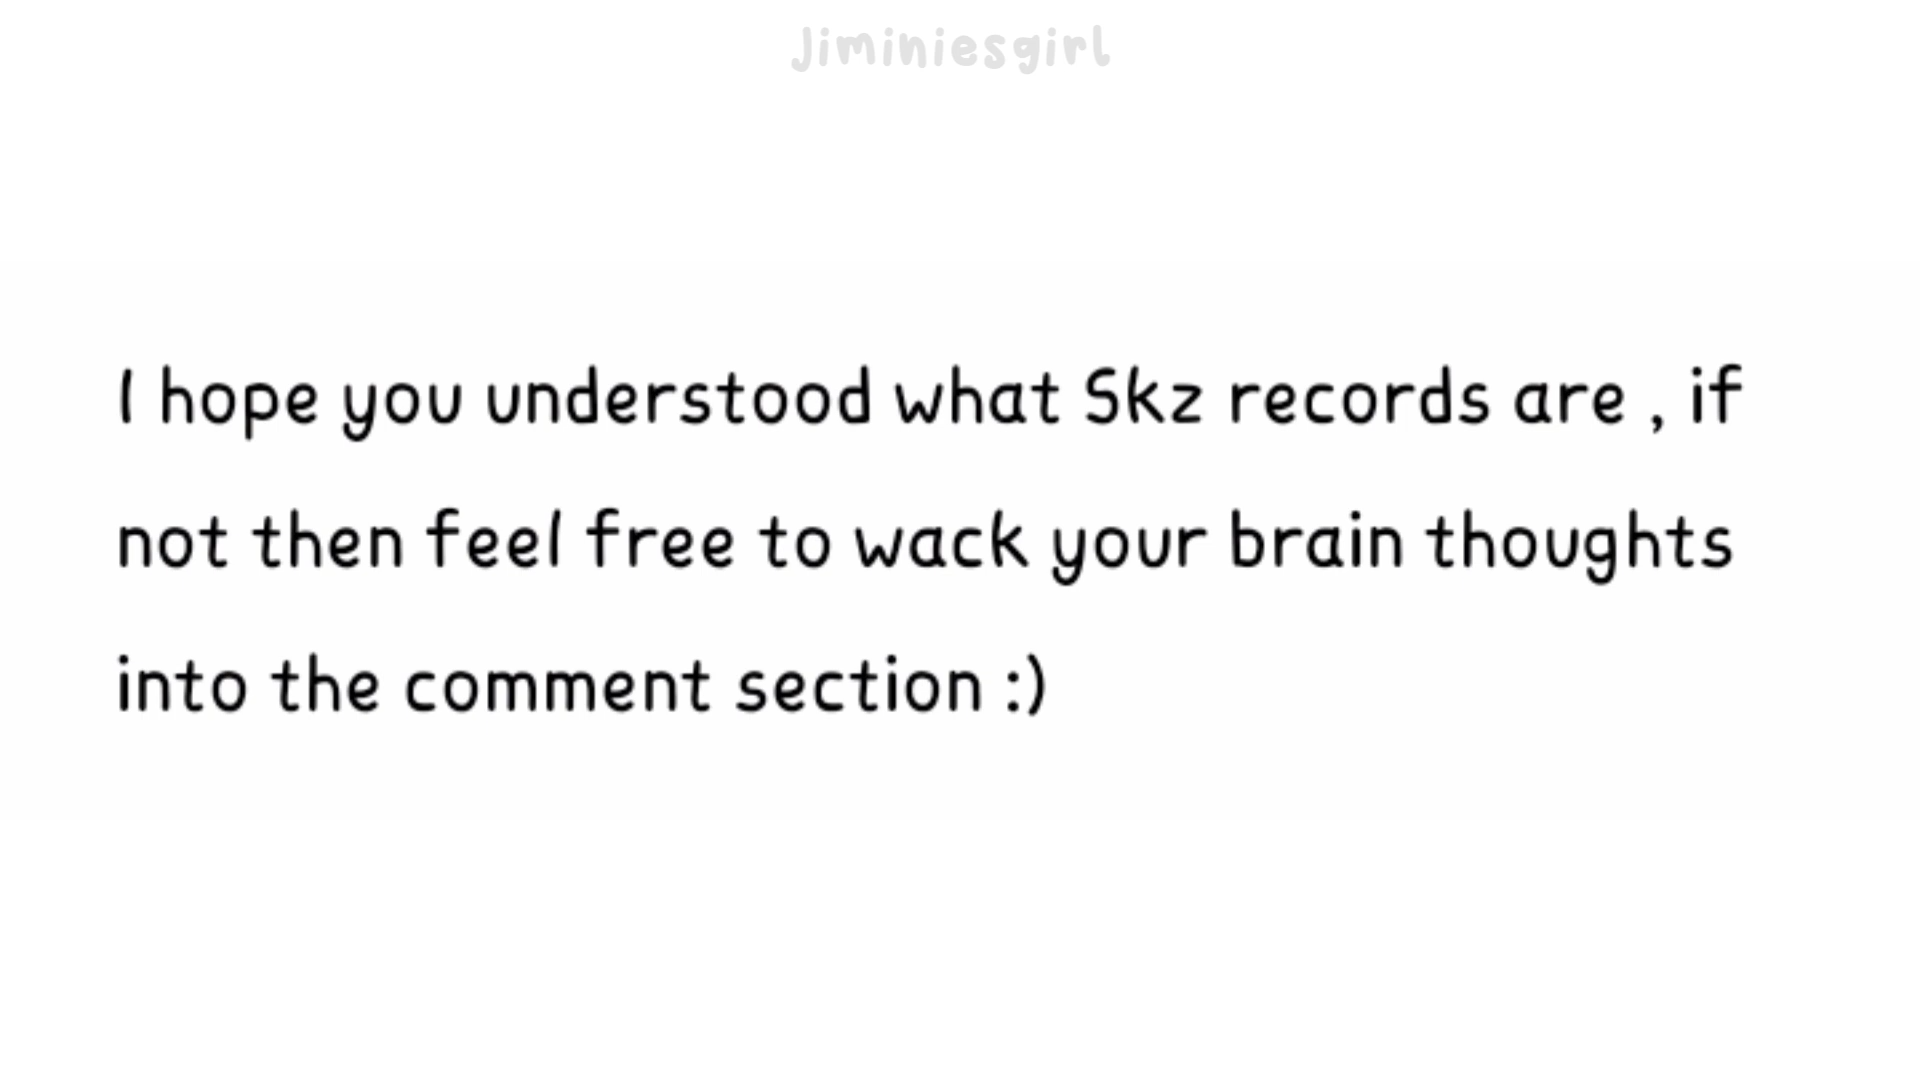 Jiminiesgirl
I hope you understood what Skz records are , if
not then feel free to wack your brain thoughts
into the comment section :)